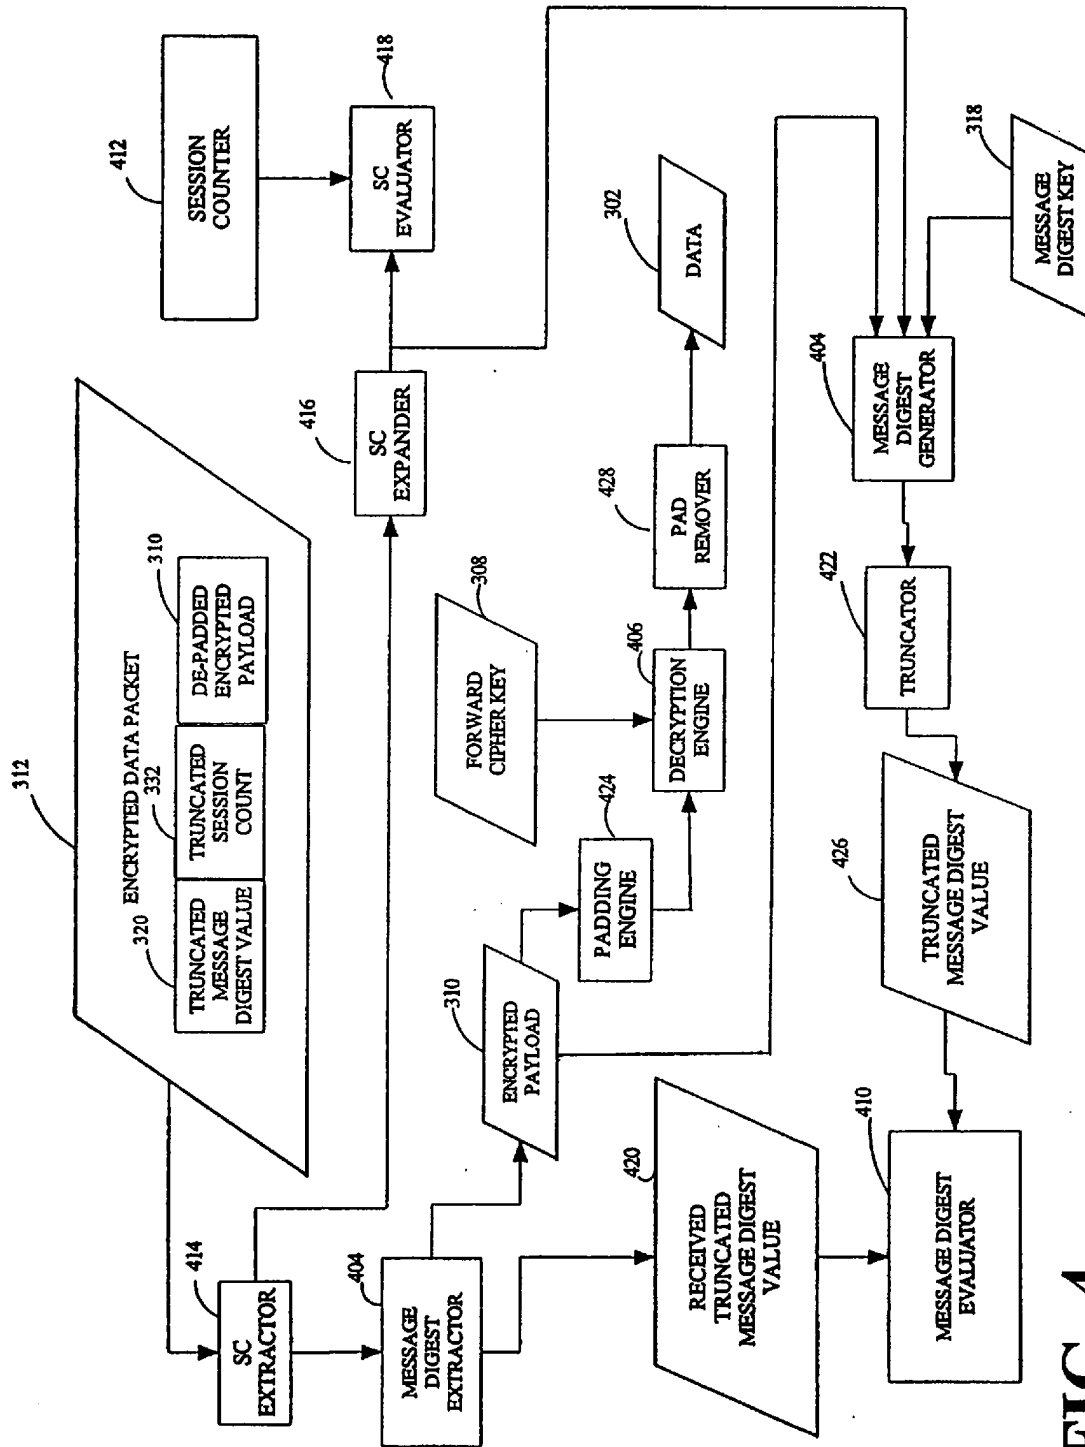 312
ENCRYPTED DATA PACKET
320
TRUNCATED
MESSAGE
DIGEST VALUE
332
TRUNCATED
SESSION
COUNT
310
DE-PADDED
ENCRYPTED
PAYLOAD
412
SESSION
COUNTER
414
SC
EXTRACTOR
416
SC
EXPANDER
418
SC
EVALUATOR
404
MESSAGE
DIGEST
EXTRACTOR
310
ENCRYPTED
PAYLOAD
424
PADDING
ENGINE
308
FORWARD
CIPHER KEY
406
DECRYPTION
ENGINE
428
PAD
REMOVER
302
DATA
420
RECEIVED
TRUNCATED
MESSAGE DIGEST
VALUE
410
MESSAGE DIGEST
EVALUATOR
426
TRUNCATED
MESSAGE DIGEST
VALUE
422
TRUNCATOR
404
MESSAGE
DIGEST
GENERATOR
318
MESSAGE
DIGEST KEY
FIG. 4